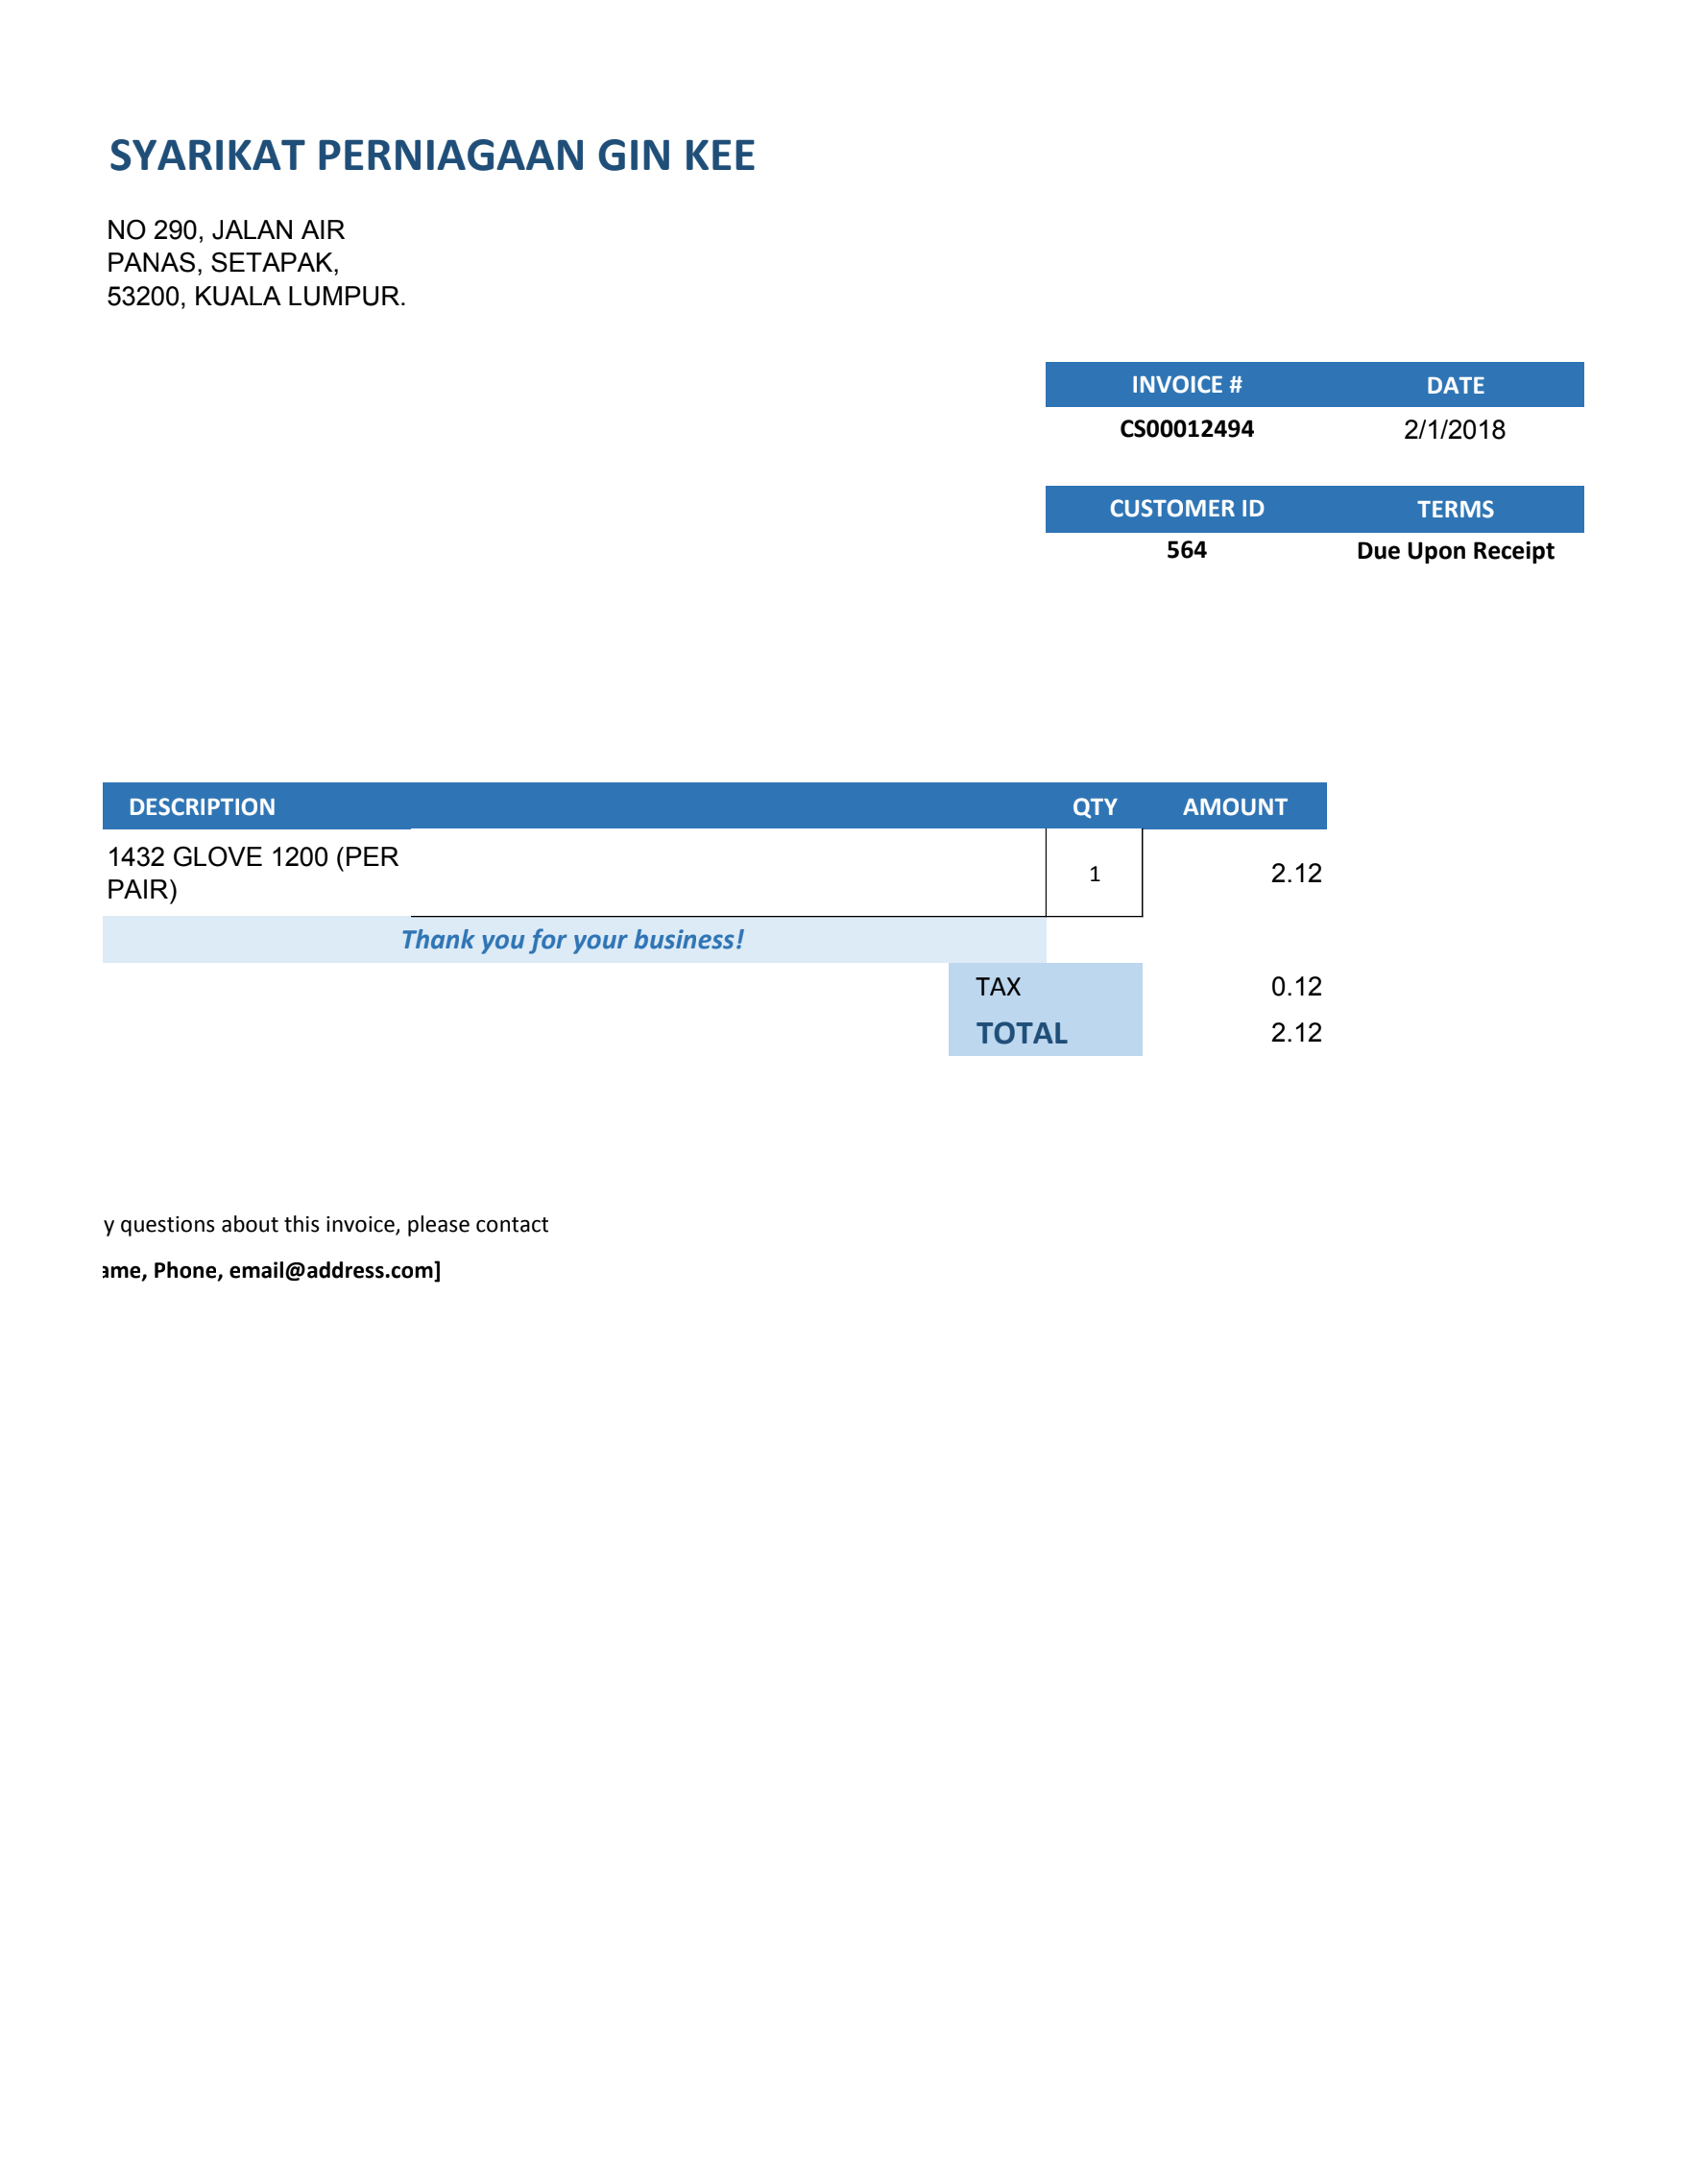 SYARIKAT PERNIAGAAN GIN KEE
NO 290, JALAN AIR
PANAS, SETAPAK,
53200, KUALA LUMPUR.
INVOICE # DATE
CS00012494 2/1/2018
CUSTOMER ID TERMS
564 Due Upon Receipt
DESCRIPTION QTY AMOUNT
1432 GLOVE 1200 (PER
PAIR) 1 2.12
Thank you for your business!
TAX 0.12
TOTAL 2.12
y questions about this invoice, please contact
ame, Phone, email@address.com]